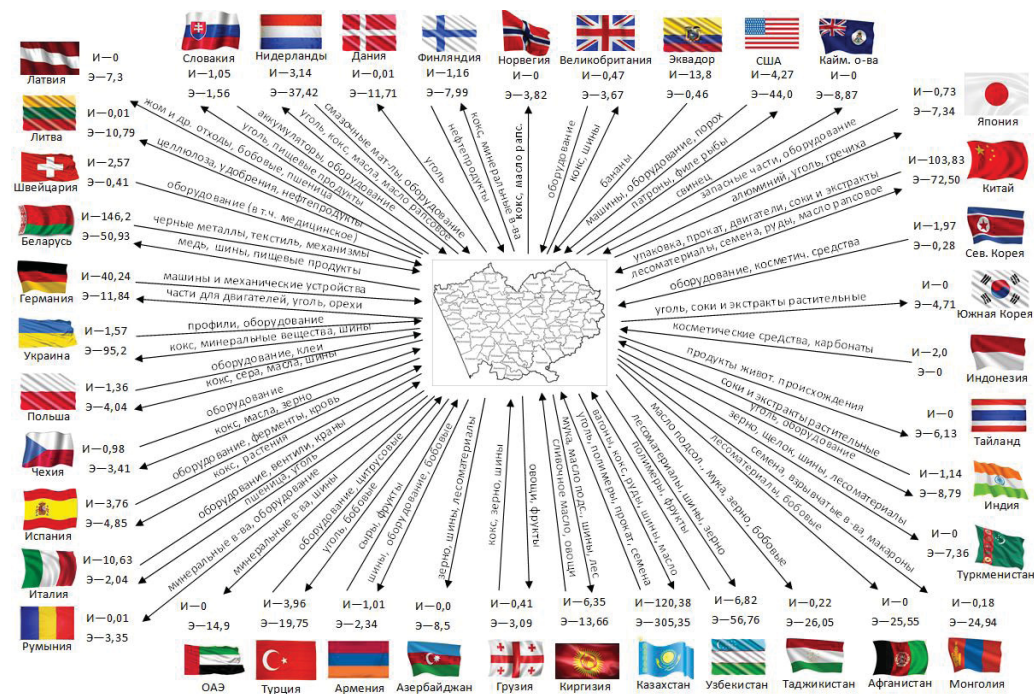 Словакия
И—1,05
Э—1,56
Нидерланды
И—3,14
Э—37,42
Дания
И—0,01
Э—11,71
Финляндия
И—1,16
Э—7,99
Норвегия
И—0
Э—3,82
Великобритания
И—0,47
Э—3,67
Эквадор
И—13,8
Э—0,46
США
И—4,27
Э—44,0
Кайм. о-ва
И—0
Э—8,87
Латвия
И—0
Э—7,3
Литва
И—0,01
Э—10,79
Швейцария
И—2,57
Э—0,41
Беларусь
И—146,2
Э—50,93
Германия
И—40,24
Э—11,84
Украина
И—1,57
Э—95,2
Польша
И—1,36
Э—4,04
Чехия
И—0,98
Э—3,41
Испания
И—3,76
Э—4,85
Италия
И—10,63
Э—2,04
Румыния
И—0,01
Э—3,35
Япония
И—0,73
Э—7,34
Китай
И—103,83
Э—72,50
Сев. Корея
И—1,97
Э—0,28
Южная Корея
И—0
Э—4,71
Индонезия
И—2,0
Э—0
Тайланд
И—0
Э—6,13
Индия
И—1,14
Э—8,79
Туркменистан
И—0
Э—7,36
жом и др. отходы, бобовые, пшеница
целлюлоза, удобрения, нефтепродукты
уголь, пищевые продукты
аккумуляторы, оборудование
уголь, кокс, масла, масло рапсовое
смазочные мат-лы, оборудование
уголь
нефтепродукты
кокс, минеральные в-ва
кокс, масло рапс.
оборудование
кокс, шины
бананы
машины, оборудование, порох
патроны, филе рыбы
свинец
запасные части, оборудование
алюминий, уголь, гречиха
упаковка, прокат, двигатели, соки и экстракты
лесоматериалы, семена, руды, масло рапсовое
оборудование, косметич. средства
уголь, соки и экстракты растительные
косметические средства, карбонаты
продукты живот. происхождения
соки и экстракты растительные
уголь, оборудование
зерно, щелок, шины, лесоматериалы
семена, взрывчатые в-ва, макароны
лесоматериалы, бобовые
масло подсол., мука, зерно, бобовые
оборудование (в т.ч. медицинское)
черные металлы, текстиль, механизмы
медь, шины, пищевые продукты
машины и механические устройства
части для двигателей, уголь, орехи
профили, оборудование
кокс, минеральные вещества, шины
оборудование, клеи
кокс, сера, масла, шины
оборудование
кокс, масла, зерно
оборудование, ферменты, кровь
кокс, растения
оборудование, вентили, краны
пшеница, уголь
минеральные в-ва, оборудование
минеральные в-ва, шины
оборудование, цитрусовые
уголь, бобовые
сыры, фрукты
шины, оборудование, бобовые
зерно, шины, лесоматериалы
кокс, зерно, шины
овощи, фрукты
сливочное масло, овощи
мука, масло подс., шины, лес
уголь, полимеры, прокат, семена
вагоны, кокс, руды, шины, масло
полимеры, фрукты
лесоматериалы, шины, зерно
И—0
Э—14,9
ОАЭ
И—3,96
Э—19,75
Турция
И—1,01
Э—2,34
Армения
И—0,0
Э—8,5
Азербайджан
И—0,41
Э—3,09
Грузия
И—6,35
Э—13,66
Киргизия
И—120,38
Э—305,35
Казахстан
И—6,82
Э—56,76
Узбекистан
И—0,22
Э—26,05
Таджикистан
И—0
Э—25,55
Афганистан
И—0,18
Э—24,94
Монголия